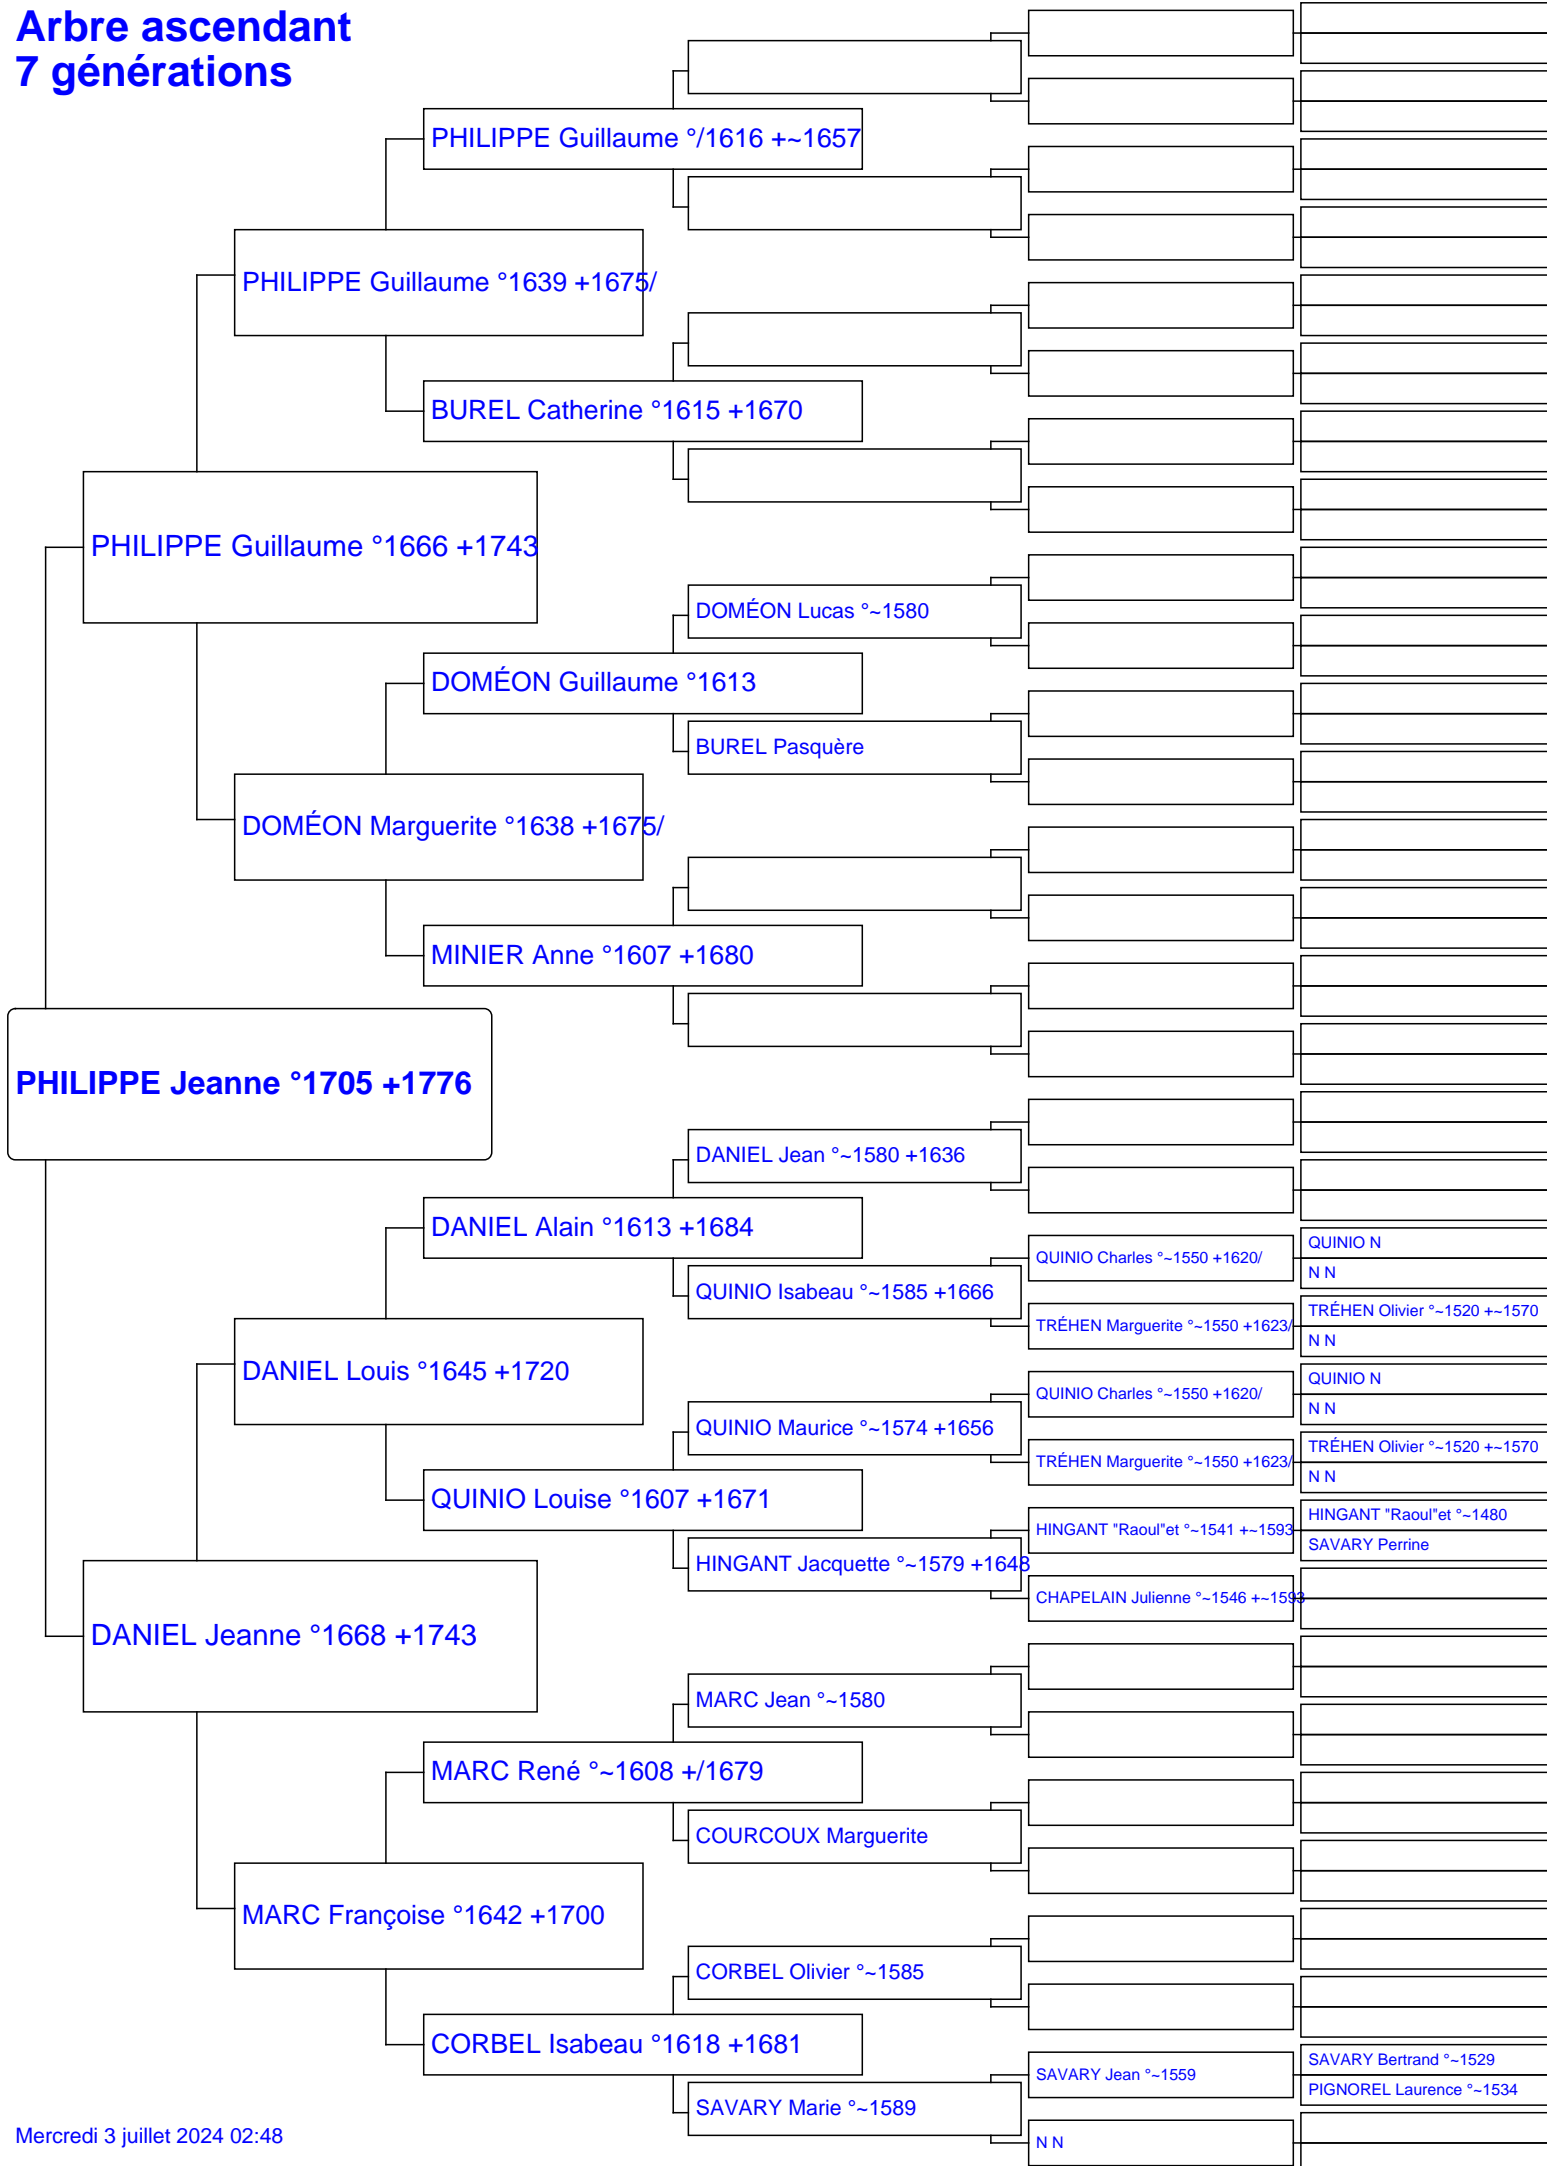 Arbre ascendant
7 générations
PHILIPPE Guillaume °/1616 +~1657
PHILIPPE Guillaume °1639 +1675/
BUREL Catherine °1615 +1670
PHILIPPE Guillaume °1666 +1743
DOMÉON Lucas °~1580
DOMÉON Guillaume °1613
BUREL Pasquère
DOMÉON Marguerite °1638 +1675/
MINIER Anne °1607 +1680
PHILIPPE Jeanne °1705 +1776
DANIEL Jean °~1580 +1636
DANIEL Alain °1613 +1684
QUINIO N
QUINIO Charles °~1550 +1620/
N N
QUINIO Isabeau °~1585 +1666
TRÉHEN Olivier °~1520 +~1570
TRÉHEN Marguerite °~1550 +1623/
N N
DANIEL Louis °1645 +1720
QUINIO N
QUINIO Charles °~1550 +1620/
N N
QUINIO Maurice °~1574 +1656
TRÉHEN Olivier °~1520 +~1570
TRÉHEN Marguerite °~1550 +1623/
N N
QUINIO Louise °1607 +1671
HINGANT "Raoul"et °~1480
HINGANT "Raoul"et °~1541 +~1593
SAVARY Perrine
HINGANT Jacquette °~1579 +1648
CHAPELAIN Julienne °~1546 +~1593
DANIEL Jeanne °1668 +1743
MARC Jean °~1580
MARC René °~1608 +/1679
COURCOUX Marguerite
MARC Françoise °1642 +1700
CORBEL Olivier °~1585
CORBEL Isabeau °1618 +1681
SAVARY Bertrand °~1529
SAVARY Jean °~1559
PIGNOREL Laurence °~1534
SAVARY Marie °~1589
N N
Mercredi 3 juillet 2024 02:48